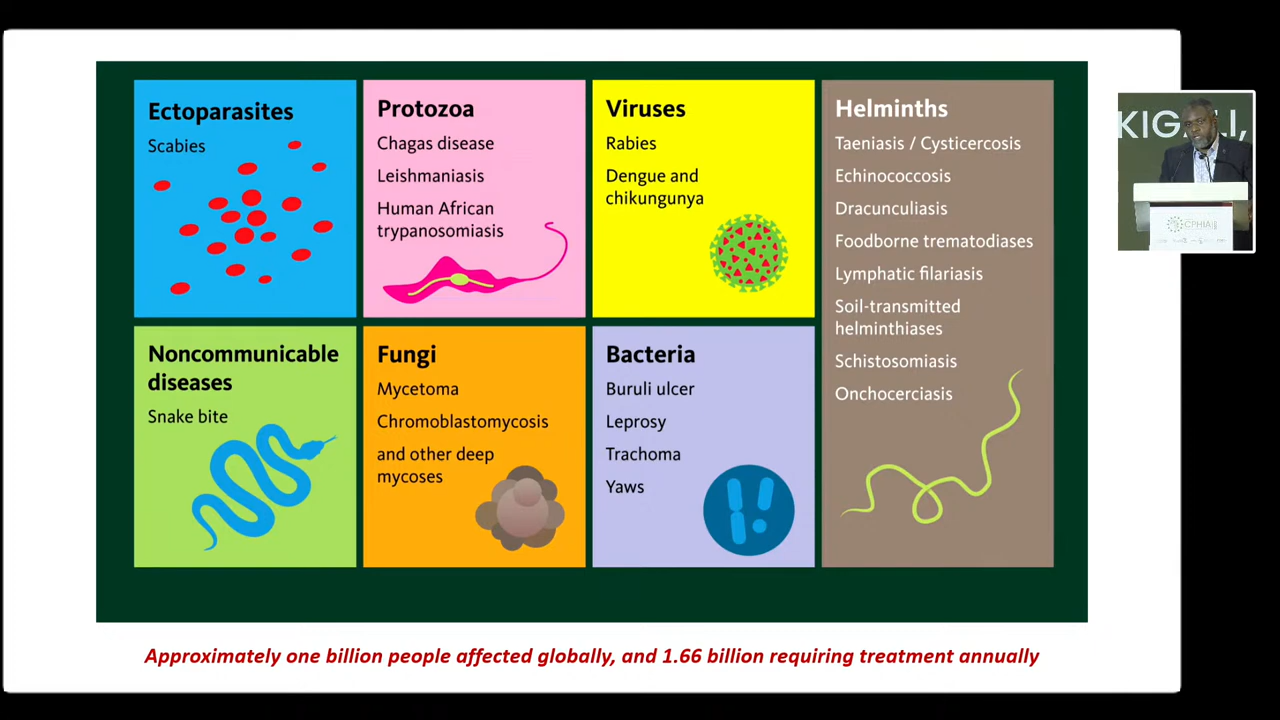 Ectoparasites
Scabies
Protozoa
Chagas disease
Leishmaniasis
Human African
trypanosomiasis
Viruses
Rabies
Dengue and
chikungunya
Helminths
Taeniasis / Cysticercosis
Echinococcosis
Dracunculiasis
Foodborne trematodiases
Lymphatic filariasis
Soil-transmitted
helminthiases
Schistosomiasis
Onchocerciasis
Noncommunicable
diseases
Snake bite
Fungi
Mycetoma
Chromoblastomycosis
and other deep
mycoses
Bacteria
Buruli ulcer
Leprosy
Trachoma
Yaws
Approximately one billion people affected globally, and 1.66 billion requiring treatment annually
CPHIA